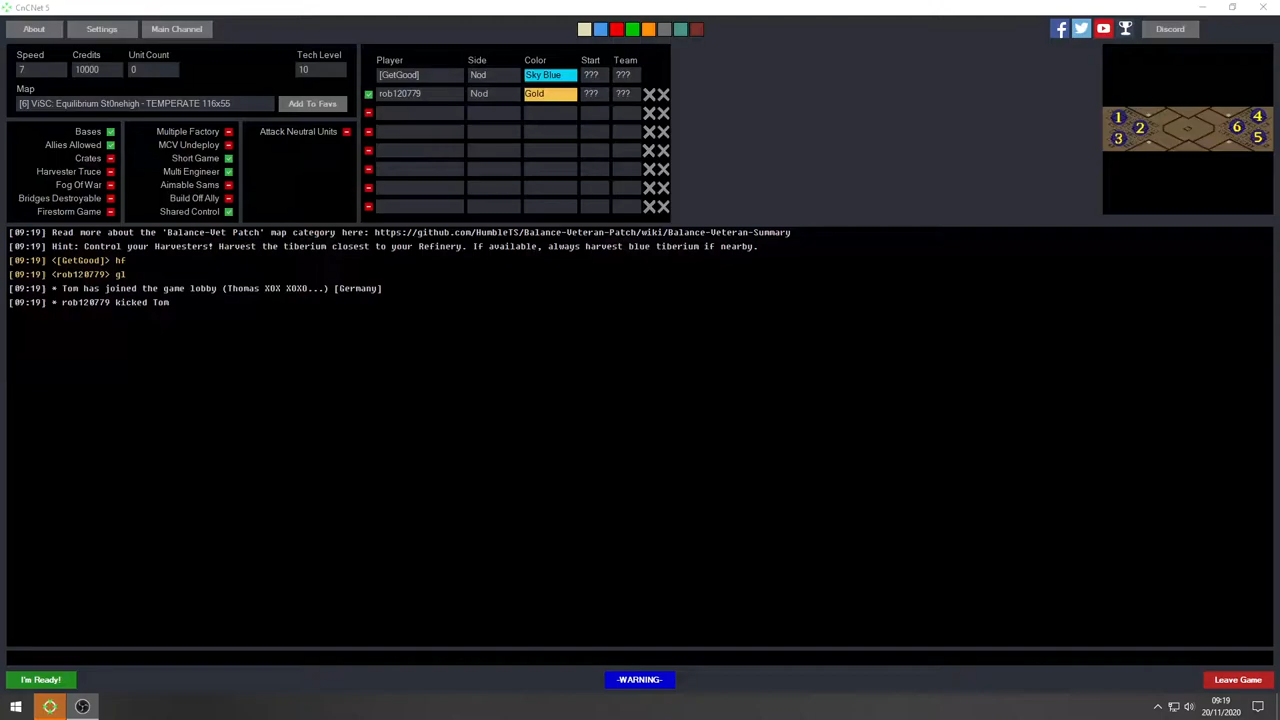 CnCNet 5
About
Settings
Main Channel
Discord
Speed
Credits
Unit Count
Tech Level
7
10000
0
10
Map
[6] ViSC: Equilibrium St0nehigh - TEMPERATE 116x55
Add To Favs
Player
Side
Color
Start
Team
[GetGood]
Nod
Sky Blue
???
???
rob120779
Nod
Gold
???
???
Bases
Allies Allowed
Crates
Harvester Truce
Fog Of War
Bridges Destroyable
Firestorm Game
Multiple Factory
MCV Undeploy
Short Game
Multi Engineer
Aimable Sams
Build Off Ally
Shared Control
Attack Neutral Units
1
2
3
4
6
5
[09:19] Read more about the 'Balance-Vet Patch' map category here: https://github.com/HumbleTS/Balance-Veteran-Patch/wiki/Balance-Veteran-Summary
[09:19] Hint: Control your Harvesters! Harvest the tiberium closest to your Refinery. If available, always harvest blue tiberium if nearby.
[09:19] <[GetGood]> hf
[09:19] <rob120779> gl
[09:19] * Tom has joined the game lobby (Thomas XOX XOXO...) [Germany]
[09:19] * rob120779 kicked Tom
I'm Ready!
-WARNING-
Leave Game
09:19
20/11/2020